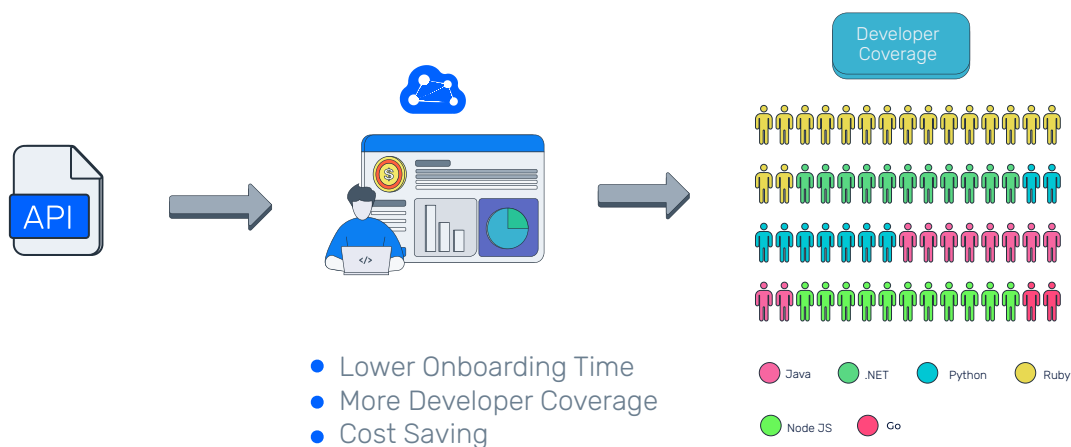 Developer
Coverage
API
$
</>
Lower Onboarding Time
More Developer Coverage
Cost Saving
Java
.NET
Python
Ruby
Node JS
Go